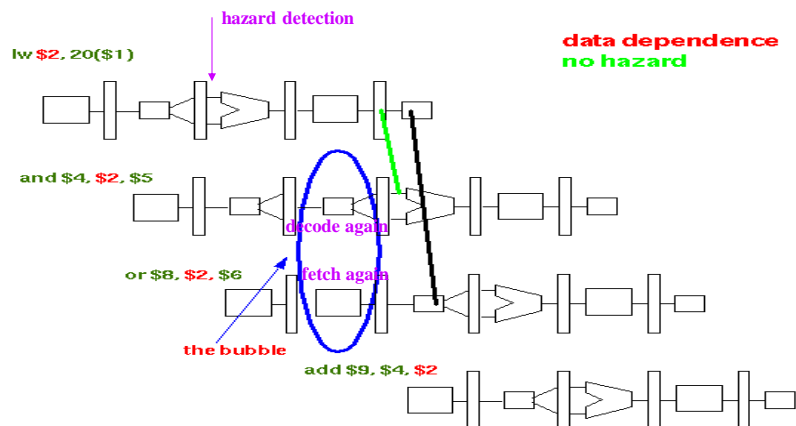 hazard detection
data dependence
no hazard
lw $2, 20($1)
and $4, $2, $5
decode again
or $8, $2, $6
fetch again
the bubble
add $9, $4, $2